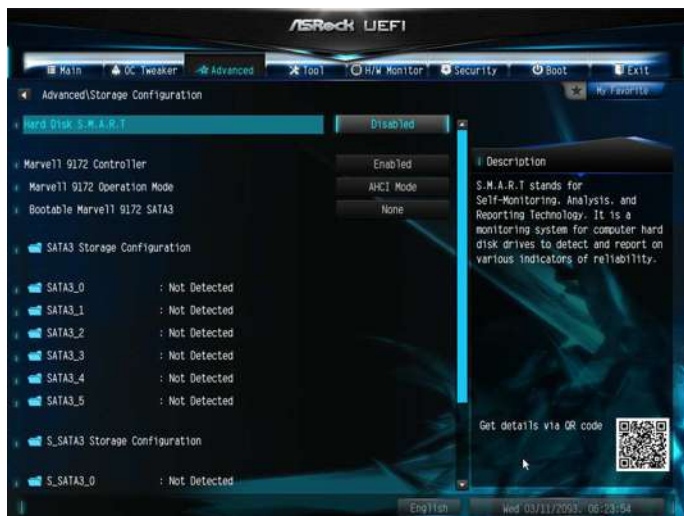 ASRock UEFI
Main OC Tweaker Advanced Tool H/W Monitor Security Boot Exit
Advanced\Storage Configuration
My Favorite
Hard Disk S.M.A.R.T Disabled
Marvell 9172 Controller Enabled
Marvell 9172 Operation Mode AHCI Mode
Bootable Marvell 9172 SATA3 None
SATA3 Storage Configuration
SATA3_0 : Not Detected
SATA3_1 : Not Detected
SATA3_2 : Not Detected
SATA3_3 : Not Detected
SATA3_4 : Not Detected
SATA3_5 : Not Detected
S_SATA3 Storage Configuration
S_SATA3_0 : Not Detected
Description
S.M.A.R.T stands for
Self-Monitoring, Analysis, and
Reporting Technology. It is a
monitoring system for computer hard
disk drives to detect and report on
various indicators of reliability.
Get details via QR code
English
Wed 03/11/2093, 06:23:54